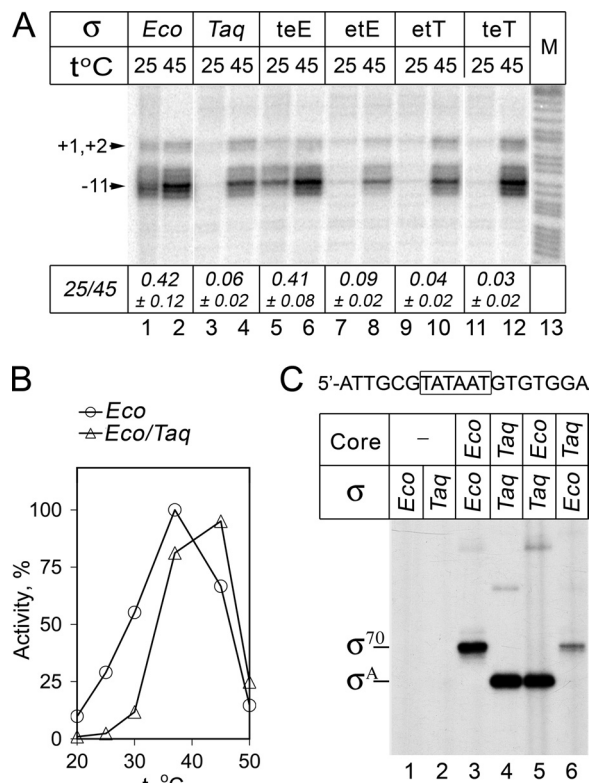 A
σ Eco Taq teE etE etT teT M
t°C 25 45 25 45 25 45 25 45 25 45 25 45
+1,+2
-11
25/45 0.42 ± 0.12 0.06 ± 0.02 0.41 ± 0.08 0.09 ± 0.02 0.04 ± 0.02 0.03 ± 0.02
1 2 3 4 5 6 7 8 9 10 11 12 13
B
Eco
Eco/Taq
Activity, %
100
75
50
25
0
20 30 40 50
t, °C
C
5'-ATTGCGTATAATGTGTGGA
Core – Eco Taq Eco Taq
σ Eco Taq Eco Taq Taq Eco
σ70
σA
1 2 3 4 5 6